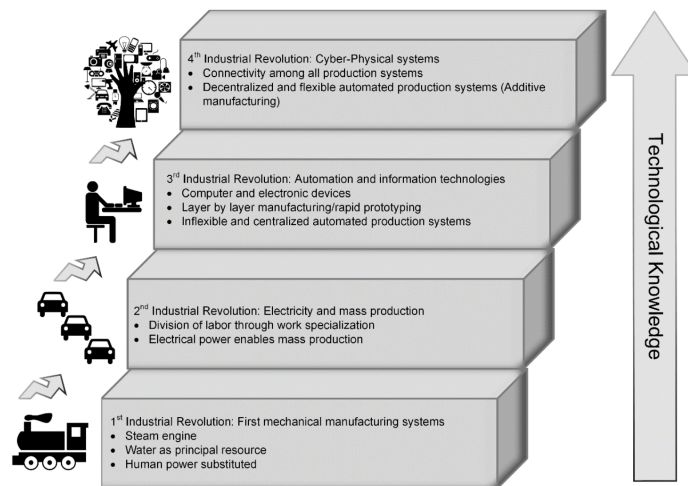 4th Industrial Revolution: Cyber-Physical systems
• Connectivity among all production systems
• Decentralized and flexible automated production systems (Additive
manufacturing)
3rd Industrial Revolution: Automation and information technologies
• Computer and electronic devices
• Layer by layer manufacturing/rapid prototyping
• Inflexible and centralized automated production systems
2nd Industrial Revolution: Electricity and mass production
• Division of labor through work specialization
• Electrical power enables mass production
1st Industrial Revolution: First mechanical manufacturing systems
• Steam engine
• Water as principal resource
• Human power substituted
Technological Knowledge